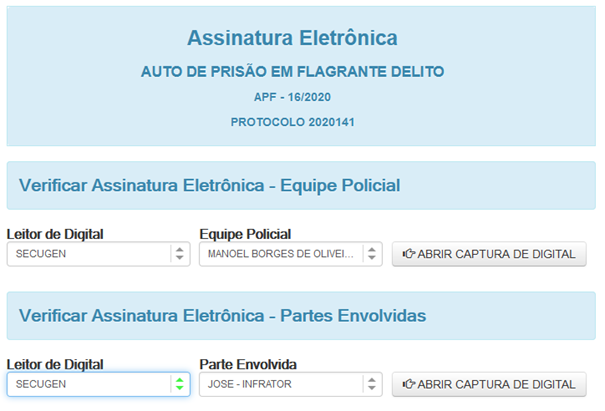 Assinatura Eletrônica
AUTO DE PRISÃO EM FLAGRANTE DELITO
APF - 16/2020
PROTOCOLO 2020141
Verificar Assinatura Eletrônica - Equipe Policial
Leitor de Digital Equipe Policial
SECUGEN MANOEL BORGES DE OLIVEI... ABRIR CAPTURA DE DIGITAL
Verificar Assinatura Eletrônica - Partes Envolvidas
Leitor de Digital Parte Envolvida
SECUGEN JOSE - INFRATOR ABRIR CAPTURA DE DIGITAL